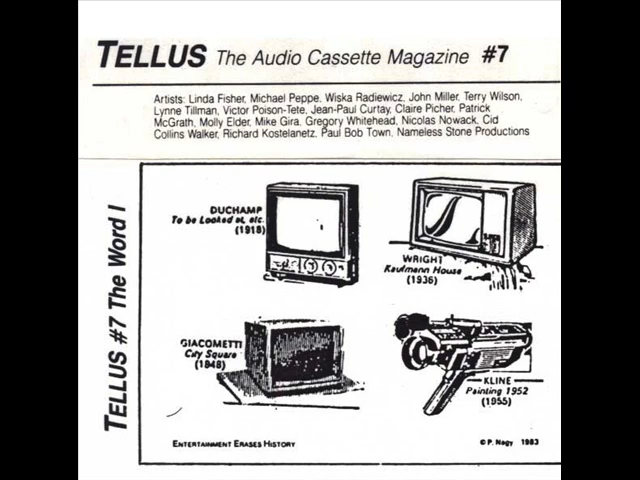 TELLUS The Audio Cassette Magazine #7
Artists: Linda Fisher, Michael Peppe, Wiska Radiewicz, John Miller, Terry Wilson,
Lynne Tillman, Victor Poison-Tete, Jean-Paul Curtay, Claire Picher, Patrick
McGrath, Molly Elder, Mike Gira, Gregory Whitehead, Nicolas Nowack, Cid
Collins Walker, Richard Kostelanetz, Paul Bob Town, Nameless Stone Productions
TELLUS #7 The Word I
DUCHAMP
To be Looked at, etc.
(1918)
WRIGHT
Kaufmann House
(1936)
GIACOMETTI
City Square
(1948)
KLINE
Painting 1952
(1955)
ENTERTAINMENT ERASES HISTORY
© P. Nagy 1983